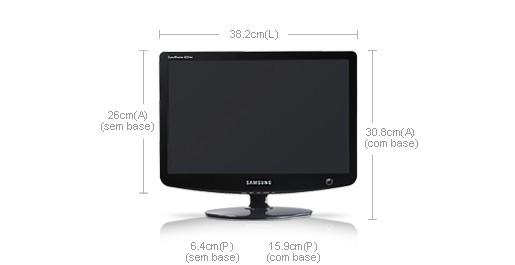 38.2cm(L)
26cm(A)
(sem base)
30.8cm(A)
(com base)
SAMSUNG
6.4cm(P)
(sem base)
15.9cm(P)
(com base)